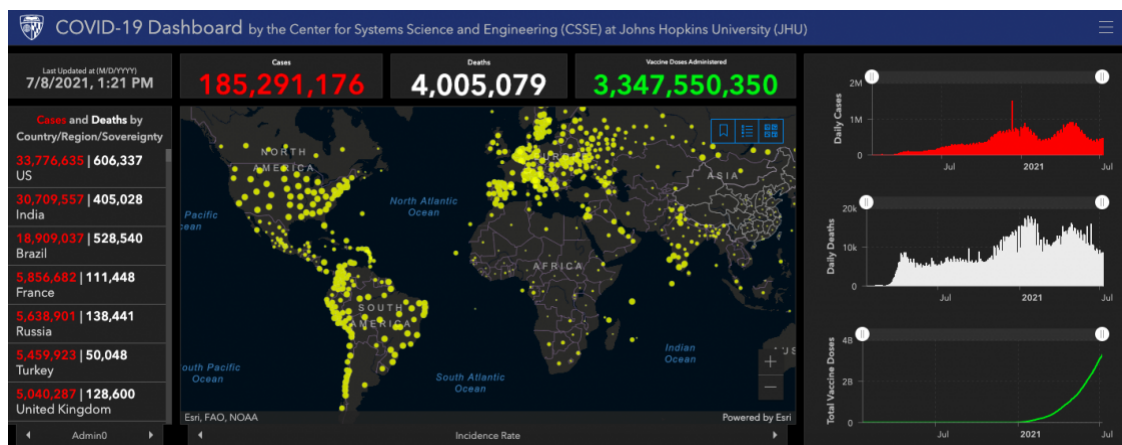 COVID-19 Dashboard by the Center for Systems Science and Engineering (CSSE) at Johns Hopkins University (JHU)
Last Updated at (M/D/YYYY)
7/8/2021, 1:21 PM
Cases
185,291,176
Deaths
4,005,079
Vaccine Doses Administered
3,347,550,350
Cases and Deaths by
Country/Region/Sovereignty
33,776,635 | 606,337
US
30,709,557 | 405,028
India
18,909,037 | 528,540
Brazil
5,856,682 | 111,448
France
5,638,901 | 138,441
Russia
5,459,923 | 50,048
Turkey
5,040,287 | 128,600
United Kingdom
Admin0
NORTH
AMERICA
ASIA
North Atlantic
Ocean
Pacific
AFRICA
SOUTH
AMERICA
Indian
Ocean
outh Pacific
Ocean
South Atlantic
Ocean
Esri, FAO, NOAA
Powered by Esri
Incidence Rate
Daily Cases
2M
1M
0
Jul
2021
Jul
Daily Deaths
20k
10k
0
Jul
2021
Jul
Total Vaccine Doses
4B
2B
0
Jul
2021
Jul